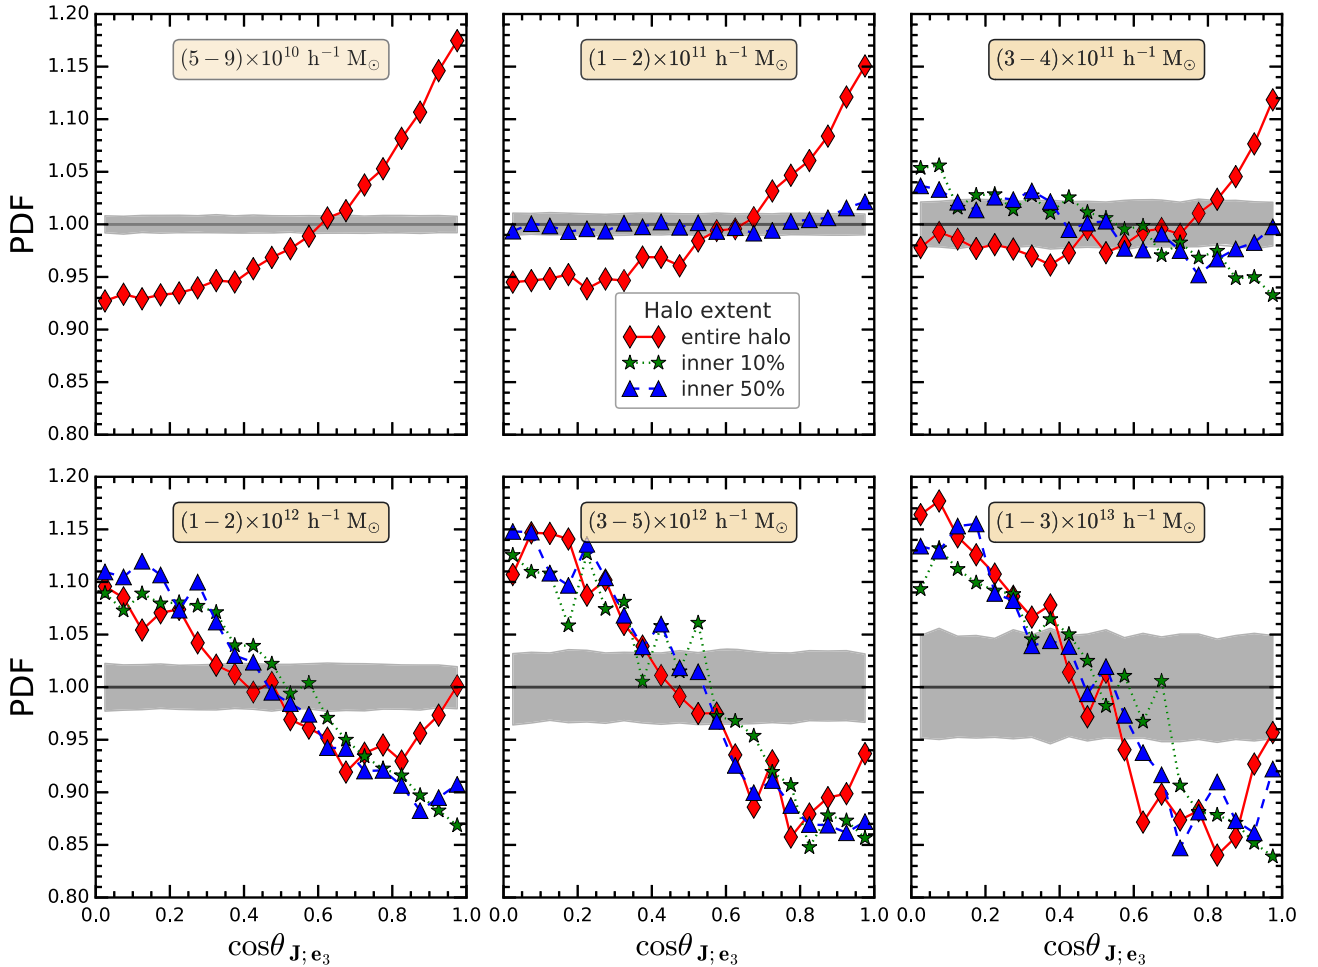 PDF
1.20
1.15
1.10
1.05
1.00
0.95
0.90
0.85
0.80
(5 − 9)×10¹⁰ h⁻¹ M⊙
(1 − 2)×10¹¹ h⁻¹ M⊙
Halo extent
entire halo
inner 10%
inner 50%
(3 − 4)×10¹¹ h⁻¹ M⊙
PDF
1.20
1.15
1.10
1.05
1.00
0.95
0.90
0.85
0.80
(1 − 2)×10¹² h⁻¹ M⊙
(3 − 5)×10¹² h⁻¹ M⊙
(1 − 3)×10¹³ h⁻¹ M⊙
0.0 0.2 0.4 0.6 0.8 1.0
0.0 0.2 0.4 0.6 0.8 1.0
0.0 0.2 0.4 0.6 0.8 1.0
cosθ J; e₃
cosθ J; e₃
cosθ J; e₃